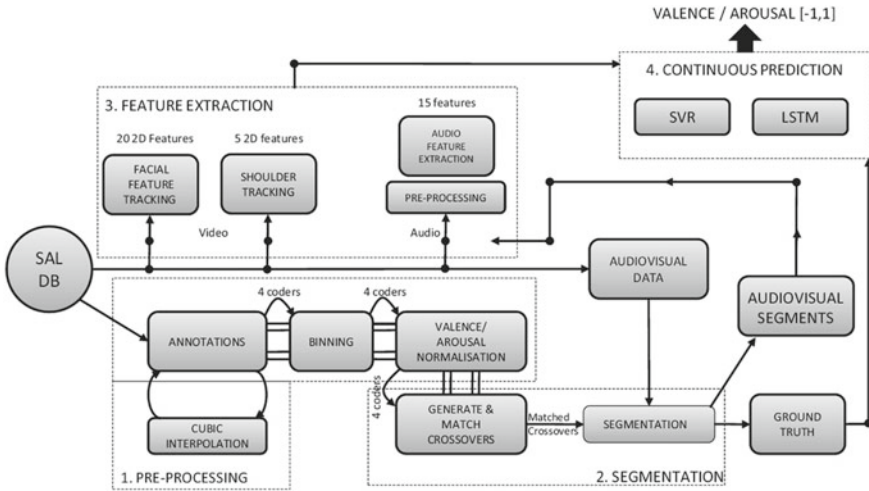 VALENCE / AROUSAL [-1,1]
4. CONTINUOUS PREDICTION
SVR
LSTM
3. FEATURE EXTRACTION
15 features
20 2D Features
5 2D features
AUDIO
FEATURE
EXTRACTION
FACIAL
FEATURE
TRACKING
SHOULDER
TRACKING
PRE-PROCESSING
Video
Audio
SAL
DB
AUDIOVISUAL
DATA
AUDIOVISUAL
SEGMENTS
4 coders
4 coders
ANNOTATIONS
BINNING
VALENCE/
AROUSAL
NORMALISATION
4 coders
CUBIC
INTERPOLATION
GENERATE &
MATCH
CROSSOVERS
Matched
Crossovers
SEGMENTATION
GROUND
TRUTH
1. PRE-PROCESSING
2. SEGMENTATION